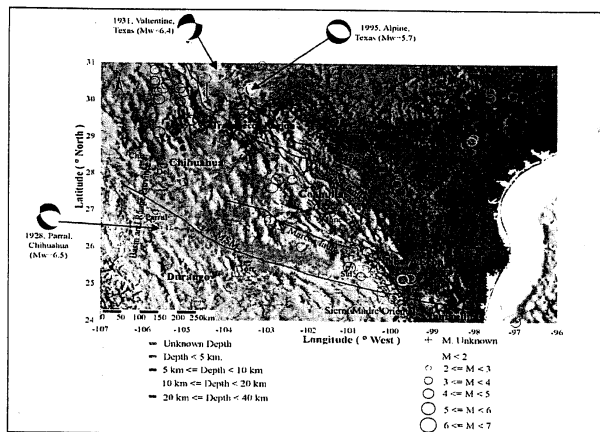 1931, Valentine,
Texas (Mw~6.4)
1995, Alpine,
Texas (Mw~5.7)
1928, Parral,
Chihuahua
(Mw~6.5)
Latitude ( ° North)
31
30
29
28
27
26
25
24
Chihuahua
Parral
Durango
Sierra Madre
0 50 100 150 200 250km
-107 -106 -105 -104 -103 -102 -101 -100 -99 -98 -97 -96
Longitude ( ° West)
Unknown Depth
Depth < 5 km.
5 km <= Depth < 10 km
10 km <= Depth < 20 km
20 km <= Depth < 40 km
M. Unknown
M < 2
2 <= M < 3
3 <= M < 4
4 <= M < 5
5 <= M < 6
6 <= M < 7